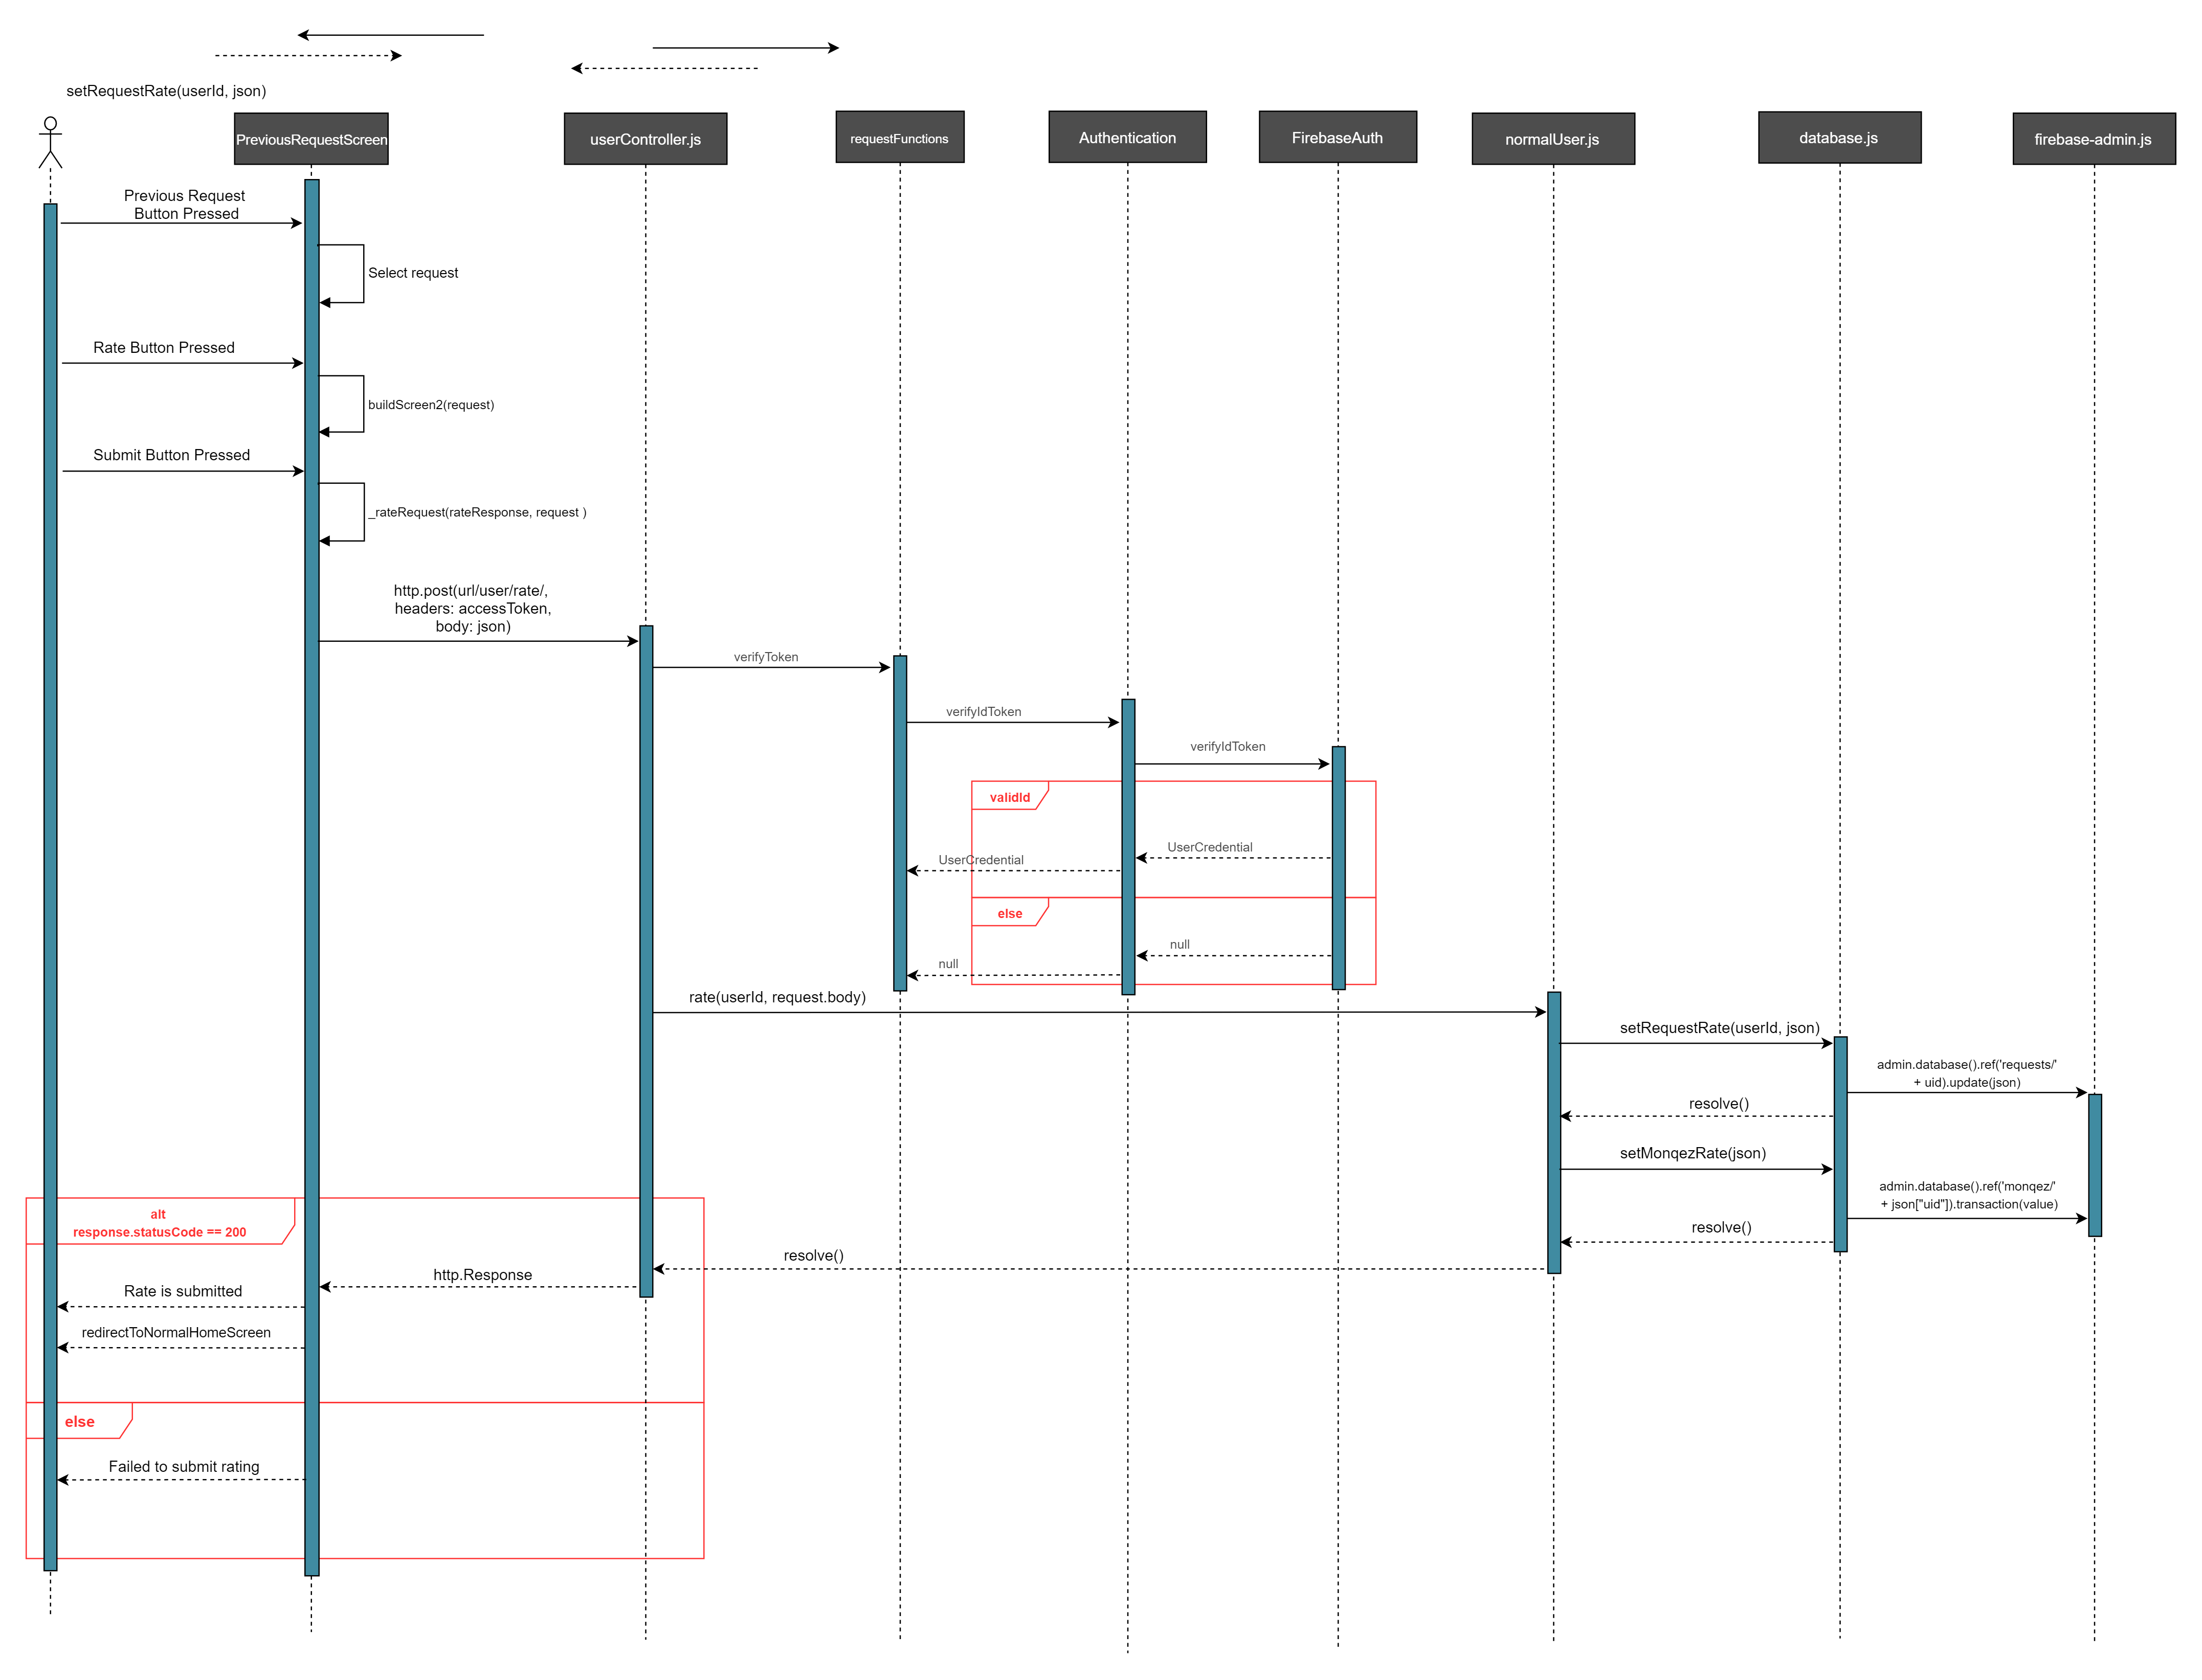 setRequestRate(userId, json)
PreviousRequestScreen
userController.js
requestFunctions
Authentication
FirebaseAuth
normalUser.js
database.js
firebase-admin.js
Previous Request
Button Pressed
Select request
Rate Button Pressed
buildScreen2(request)
Submit Button Pressed
_rateRequest(rateResponse, request )
http.post(url/user/rate/,
headers: accessToken,
body: json)
verifyToken
verifyIdToken
verifyIdToken
validId
UserCredential
UserCredential
else
null
null
rate(userId, request.body)
setRequestRate(userId, json)
admin.database().ref('requests/'
+ uid).update(json)
resolve()
setMonqezRate(json)
admin.database().ref('monqez/'
+ json["uid"]).transaction(value)
resolve()
alt
response.statusCode == 200
resolve()
http.Response
Rate is submitted
redirectToNormalHomeScreen
else
Failed to submit rating